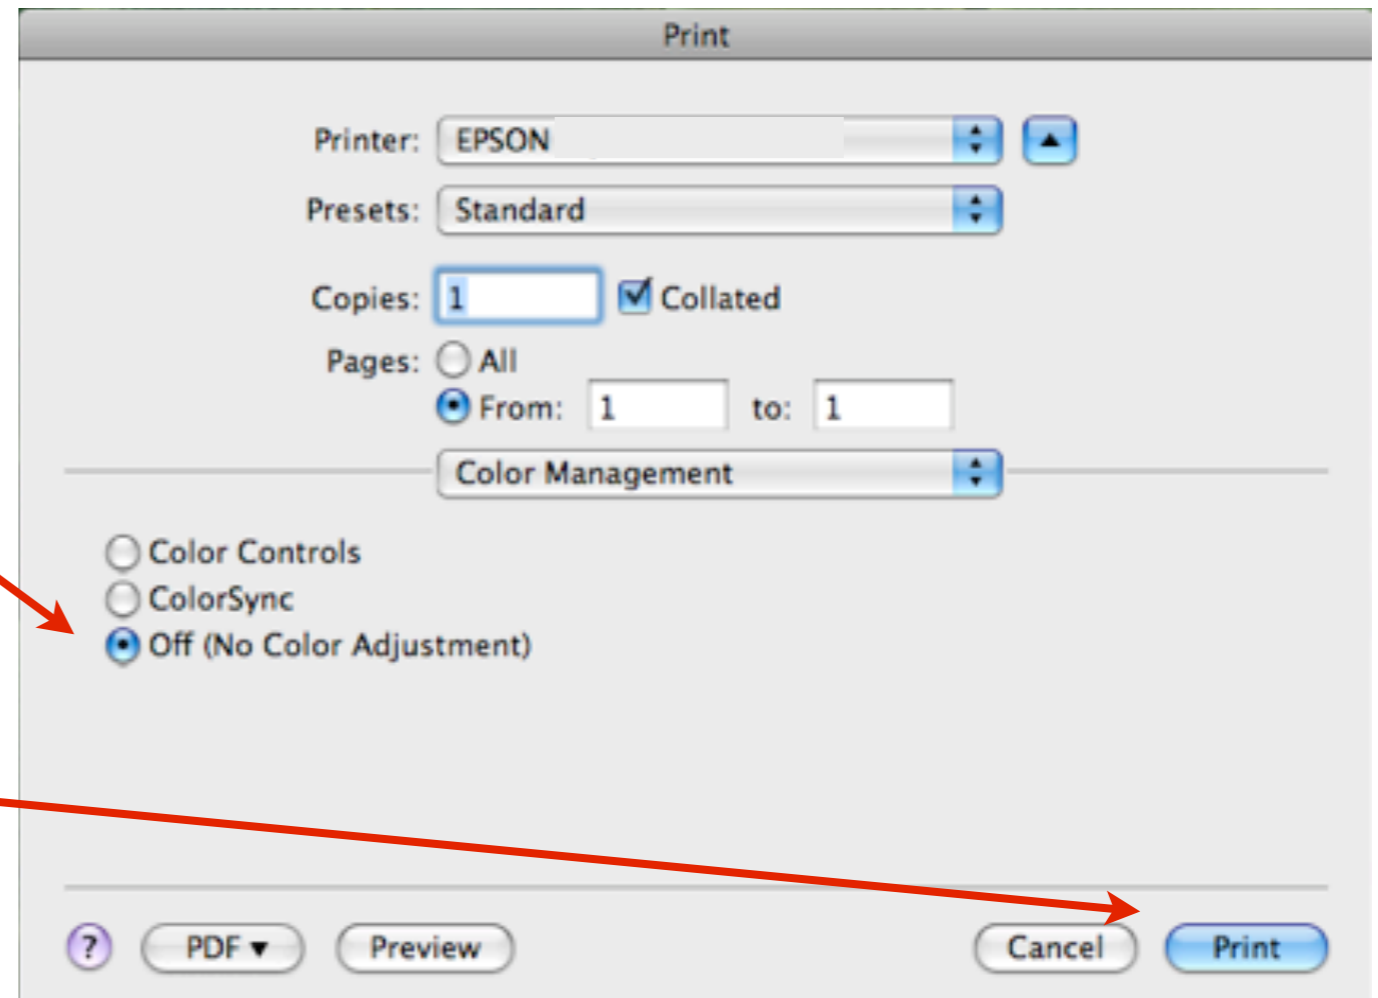 Print
Printer: EPSON
Presets: Standard
Copies: 1 Collated
Pages: All
From: 1 to: 1
Color Management
Color Controls
ColorSync
Off (No Color Adjustment)
? PDF▼ Preview Cancel Print